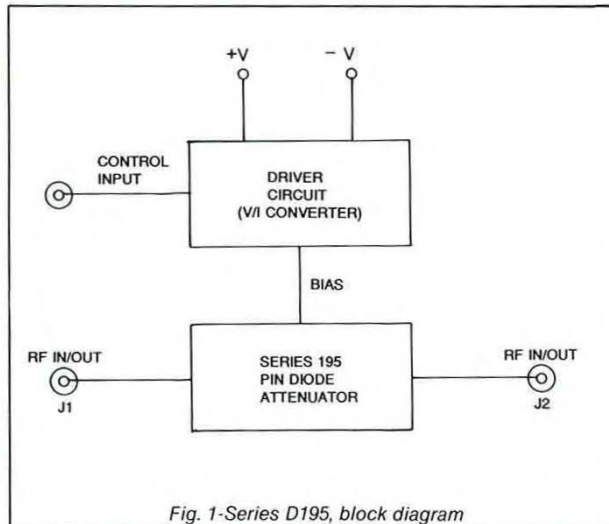 +V
− V
CONTROL
INPUT
DRIVER
CIRCUIT
(V/I CONVERTER)
BIAS
RF IN/OUT
J1
SERIES 195
PIN DIODE
ATTENUATOR
RF IN/OUT
J2
Fig. 1-Series D195, block diagram